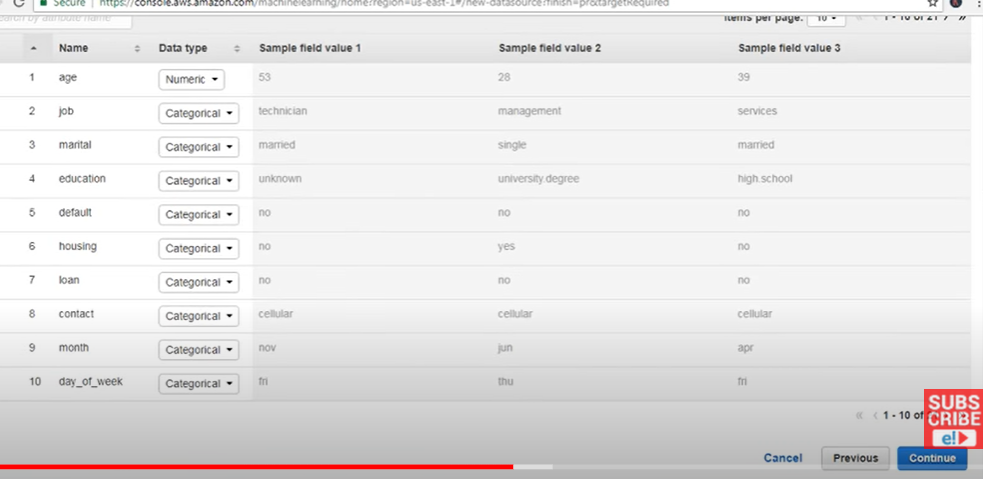 Secure https://console.aws.amazon.com/machinelearning/home?region=us-east-1#/new-datasource?finish=pr&targetRequired
search by attribute name
Items per page: 10 « < 1 - 10 of 21 > »
Name Data type Sample field value 1 Sample field value 2 Sample field value 3
1 age Numeric 53 28 39
2 job Categorical technician management services
3 marital Categorical married single married
4 education Categorical unknown university.degree high.school
5 default Categorical no no no
6 housing Categorical no yes no
7 loan Categorical no no no
8 contact Categorical cellular cellular cellular
9 month Categorical nov jun apr
10 day_of_week Categorical fri thu fri
« < 1 - 10 of
SUBS
CRIBE
e!
Cancel Previous Continue